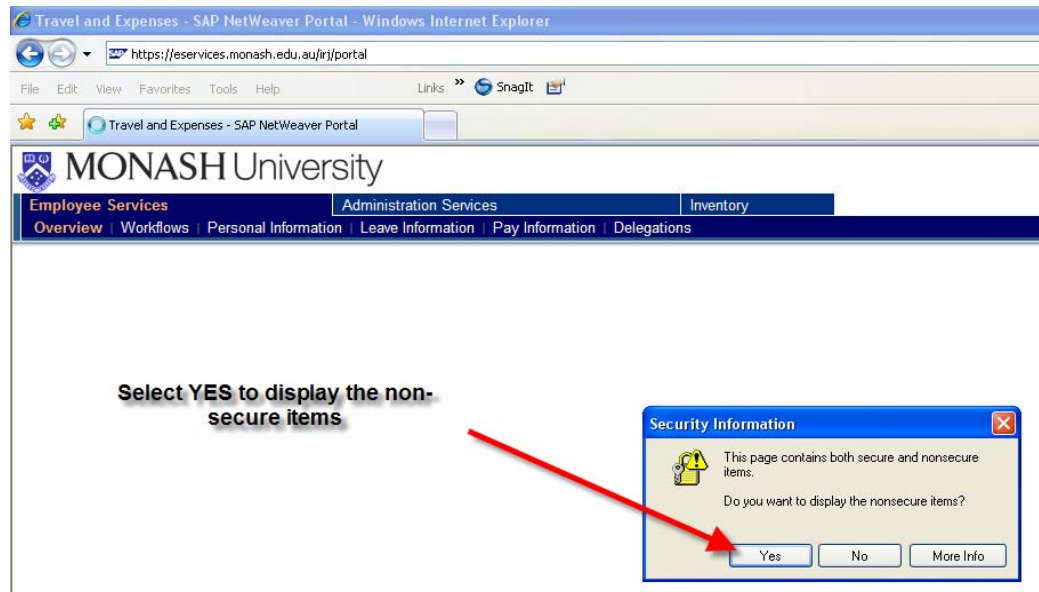 Travel and Expenses - SAP NetWeaver Portal - Windows Internet Explorer
SAP https://eservices.monash.edu.au/irj/portal
File Edit View Favorites Tools Help Links » SnagIt
Travel and Expenses - SAP NetWeaver Portal
MONASH University
Employee Services Administration Services Inventory
Overview | Workflows | Personal Information | Leave Information | Pay Information | Delegations
Select YES to display the non-
secure items
Security Information
This page contains both secure and nonsecure
items.
Do you want to display the nonsecure items?
Yes No More Info